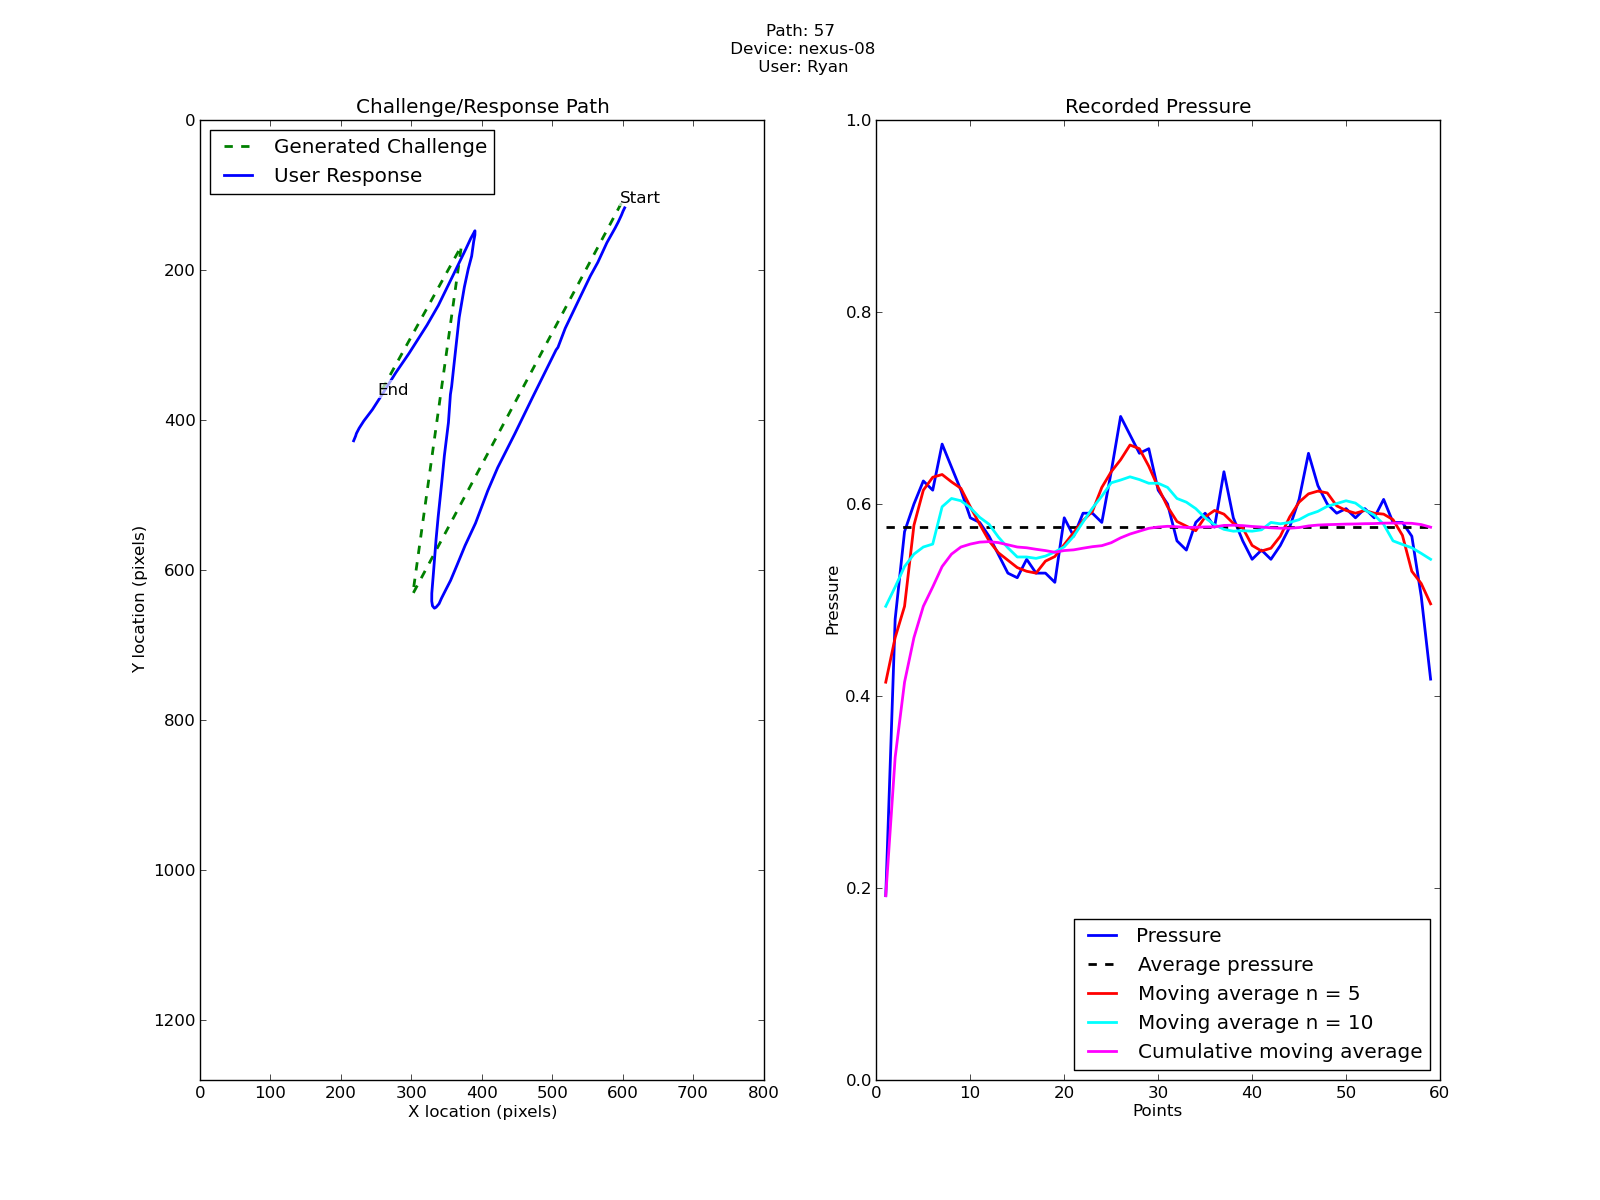 Path: 57
Device: nexus-08
User: Ryan
Challenge/Response Path
Generated Challenge
User Response
Start
End
0
200
400
600
800
1000
1200
Y location (pixels)
0 100 200 300 400 500 600 700 800
X location (pixels)
Recorded Pressure
1.0
0.8
0.6
0.4
0.2
0.0
Pressure
Pressure
Average pressure
Moving average n = 5
Moving average n = 10
Cumulative moving average
0 10 20 30 40 50 60
Points